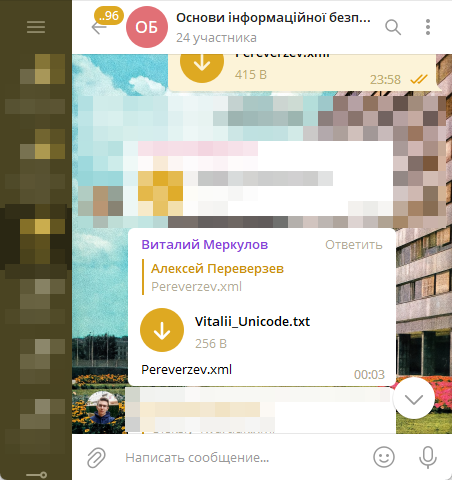 ..96
ОБ
Основи інформаційної безп...
24 участника
Pereverzev.xml
415 B
23:58
Виталий Меркулов
Ответить
Алексей Переверзев
Pereverzev.xml
Vitalii_Unicode.txt
256 B
Pereverzev.xml
00:03
Написать сообщение...